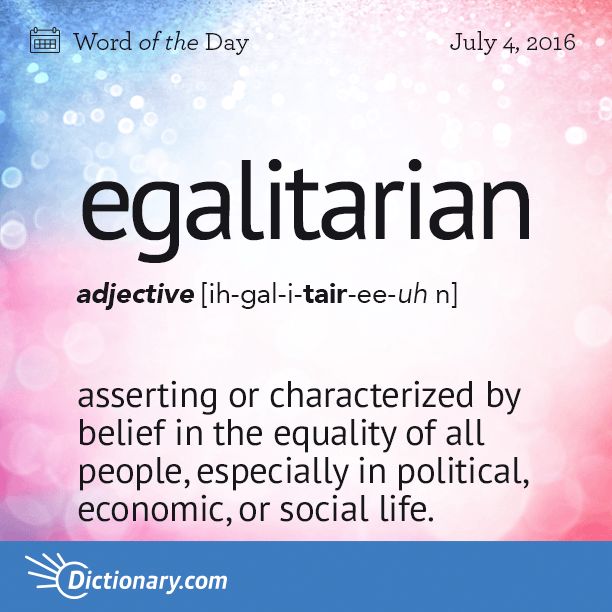 Word of the Day
July 4, 2016
egalitarian
adjective [ih-gal-i-tair-ee-uh n]
asserting or characterized by
belief in the equality of all
people, especially in political,
economic, or social life.
Dictionary.com